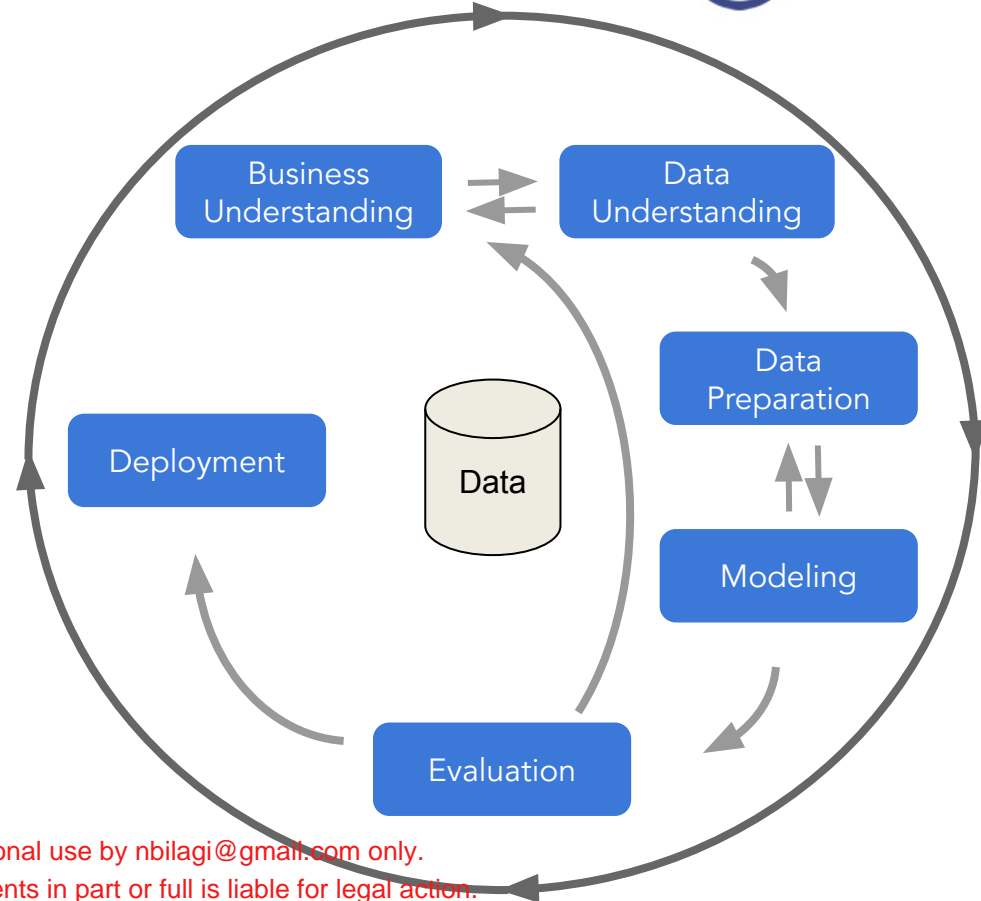 Business
Understanding
Data
Understanding
Data
Preparation
Deployment
Data
Modeling
Evaluation
onal use by nbilagi@gmail.com only.
ents in part or full is liable for legal action.